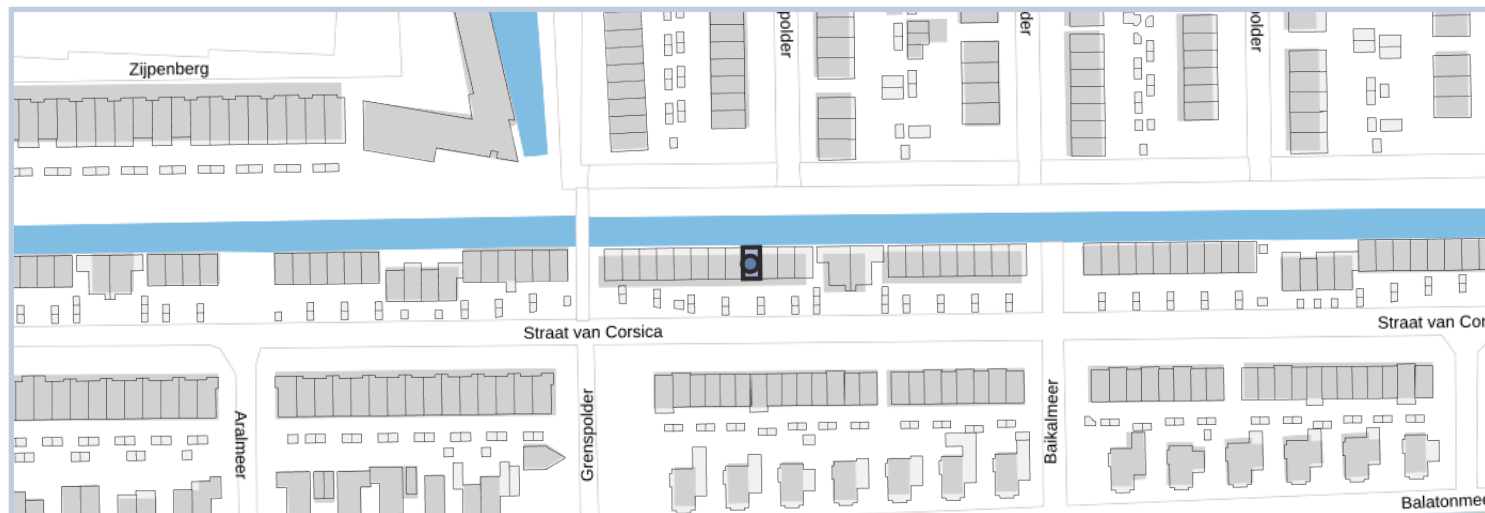 polder
der
polder
Zijpenberg
Straat van Corsica
Straat van Cor
Aralmeer
Grenspolder
Baikalmeer
Balatonmee